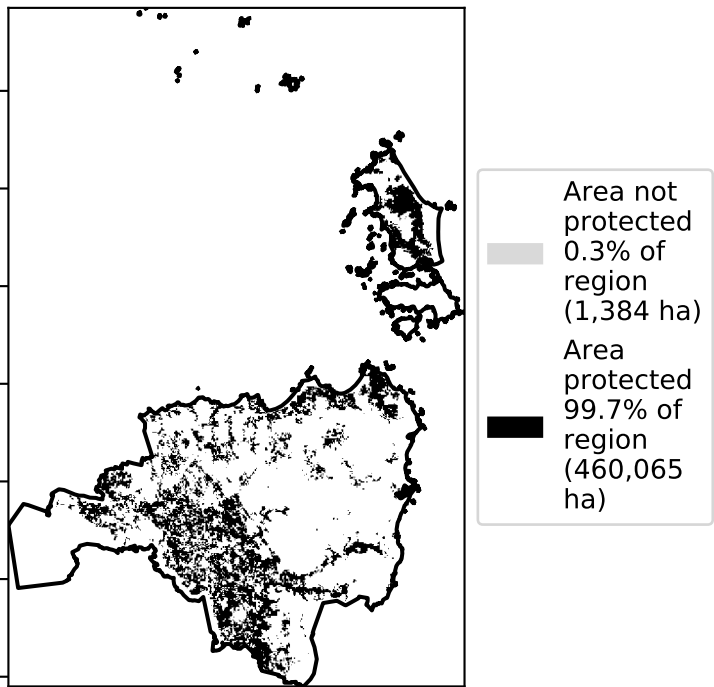 Area not
protected
0.3% of
region
(1,384 ha)
Area
protected
99.7% of
region
(460,065
ha)